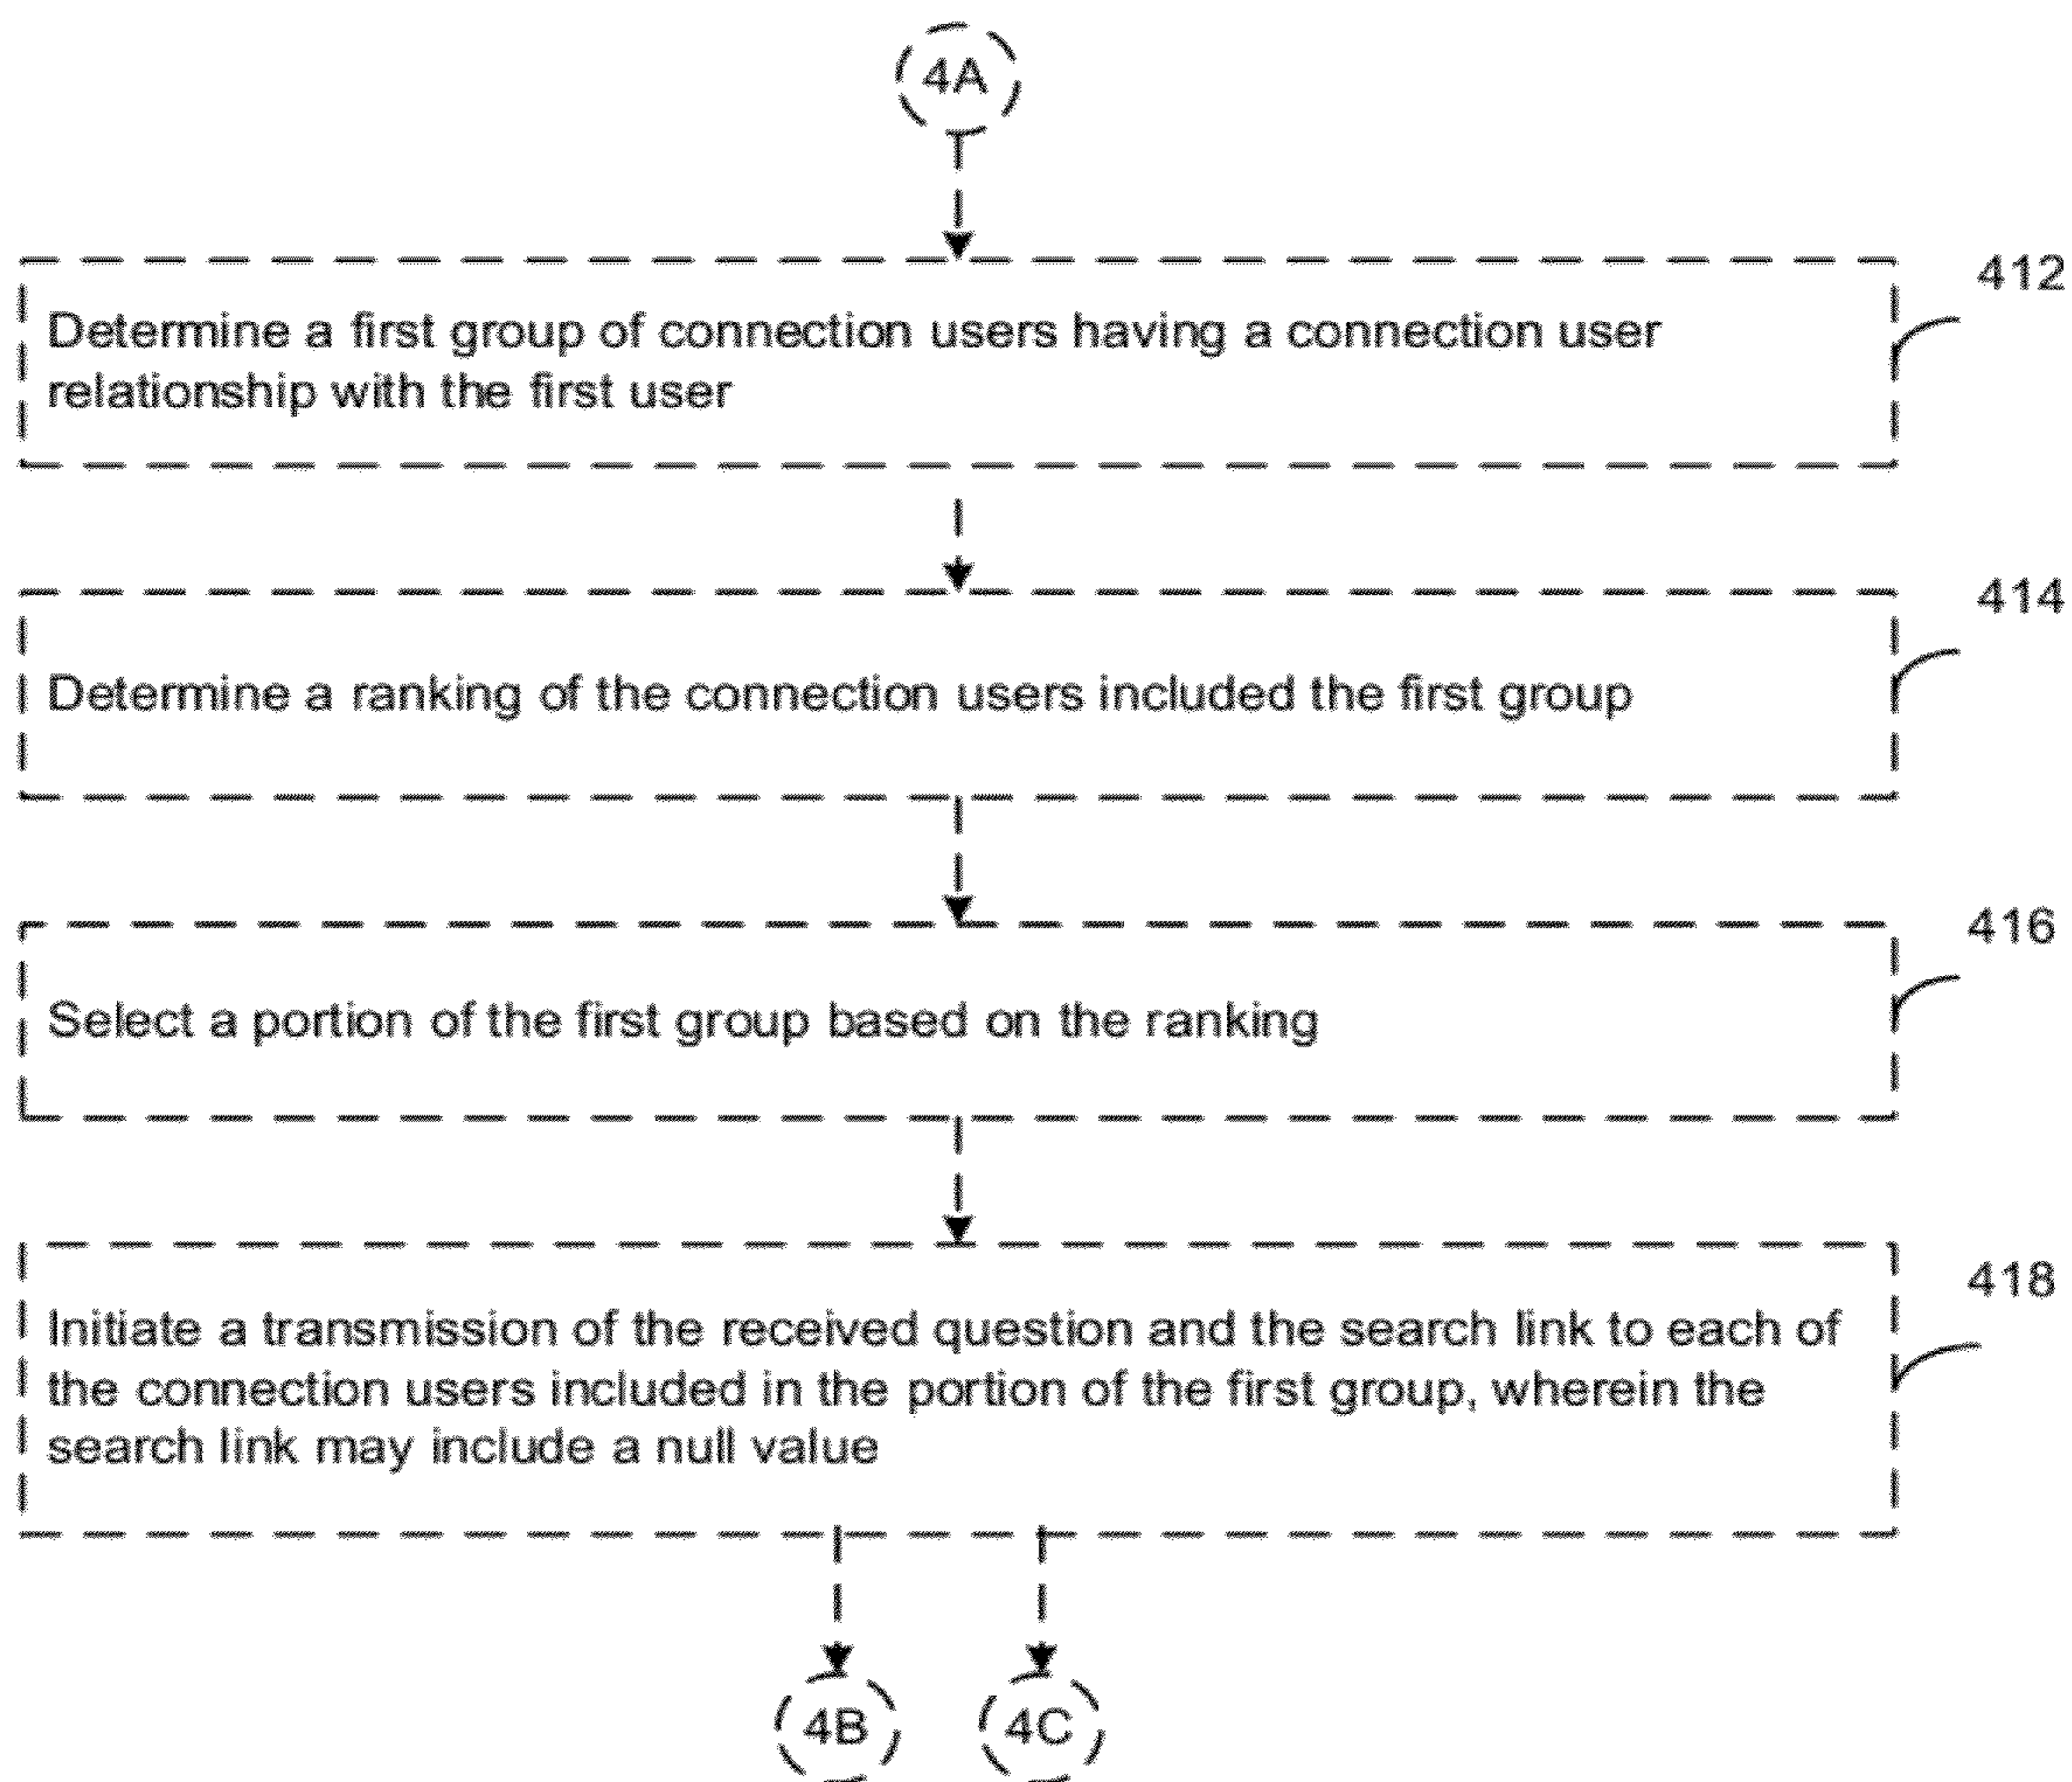 4A
412
Determine a first group of connection users having a connection user
relationship with the first user
414
Determine a ranking of the connection users included the first group
416
Select a portion of the first group based on the ranking
418
Initiate a transmission of the received question and the search link to each of
the connection users included in the portion of the first group, wherein the
search link may include a null value
4B
4C